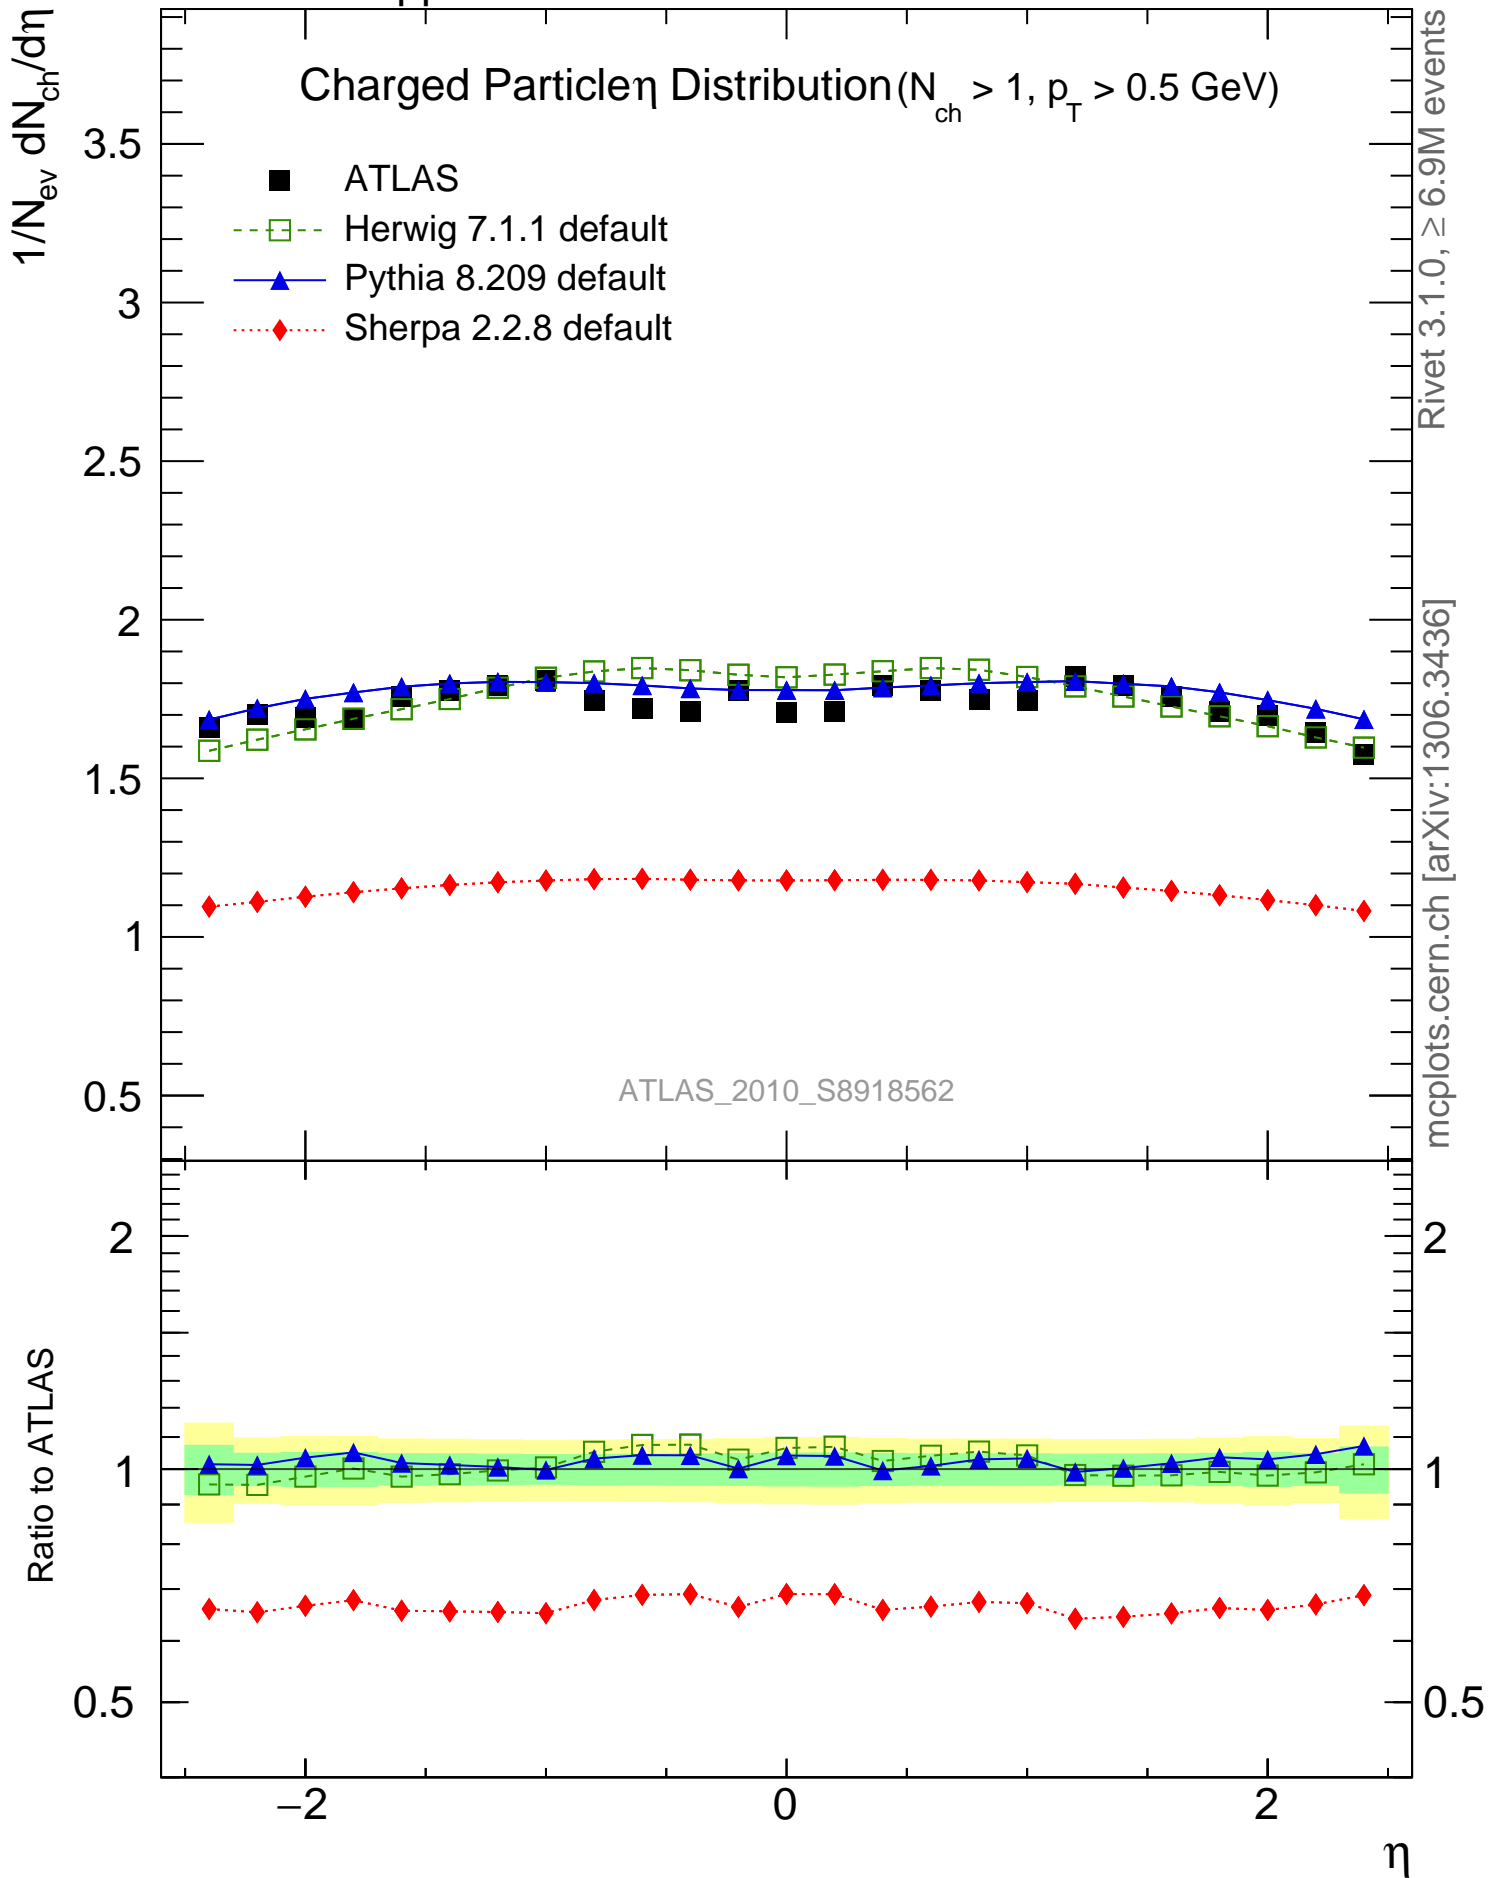 Charged Particleη Distribution (N_ch > 1, p_T > 0.5 GeV)
1/N_ev dN_ch/dη
ATLAS
Herwig 7.1.1 default
Pythia 8.209 default
Sherpa 2.2.8 default
3.5
3
2.5
2
1.5
1
0.5
ATLAS_2010_S8918562
Rivet 3.1.0, ≥ 6.9M events
mcplots.cern.ch [arXiv:1306.3436]
Ratio to ATLAS
2
1
0.5
2
1
0.5
−2
0
2
η